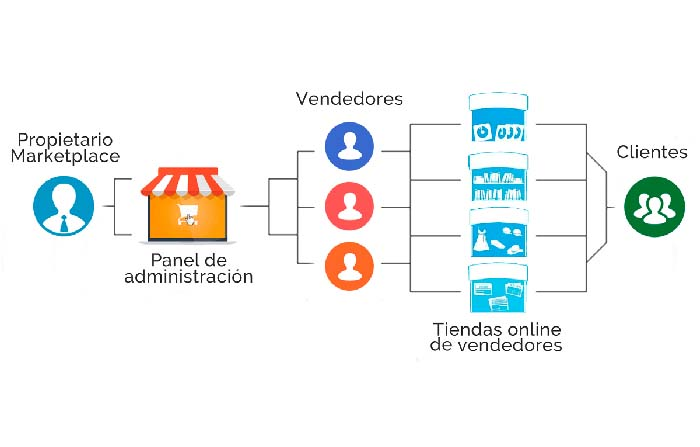 Propietario
Marketplace
Panel de
administración
Vendedores
Tiendas online
de vendedores
Clientes